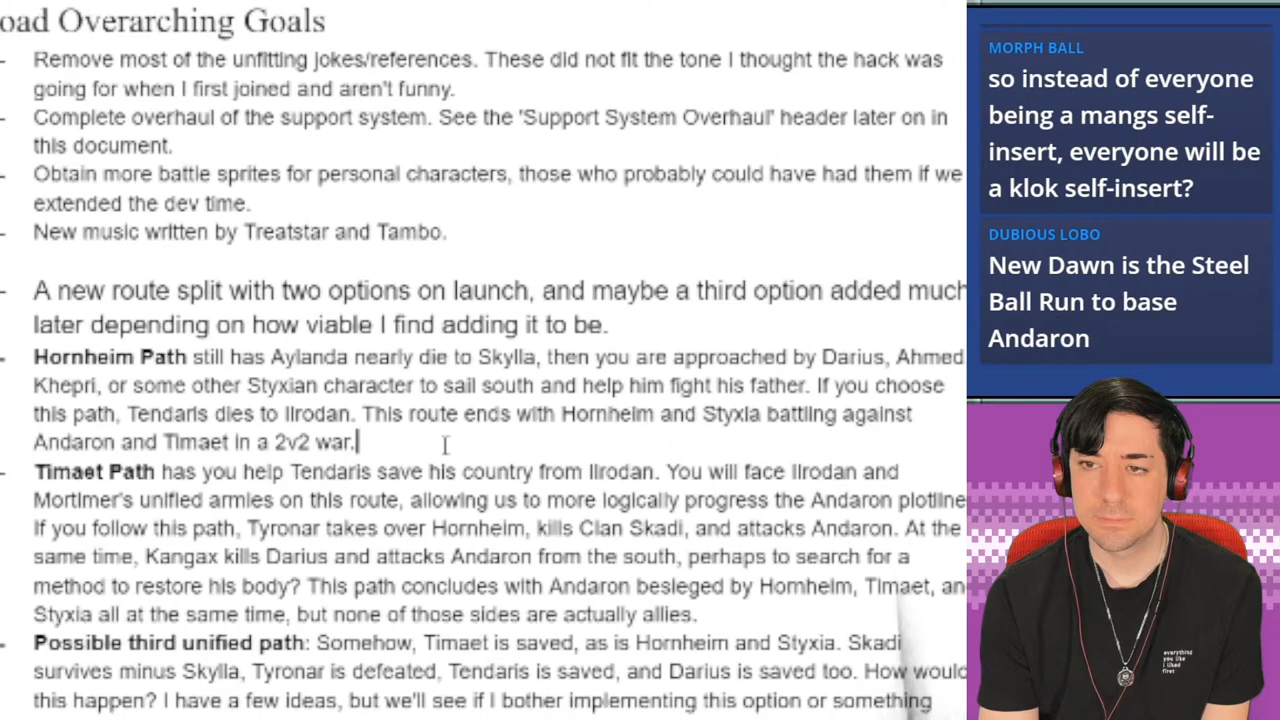 oad Overarching Goals
- Remove most of the unfitting jokes/references. These did not fit the tone I thought the hack was
going for when I first joined and aren't funny.
- Complete overhaul of the support system. See the 'Support System Overhaul' header later on in
this document.
- Obtain more battle sprites for personal characters, those who probably could have had them if we
extended the dev time.
- New music written by Treatstar and Tambo.
- A new route split with two options on launch, and maybe a third option added much
later depending on how viable I find adding it to be.
- Hornheim Path still has Aylanda nearly die to Skylla, then you are approached by Darius, Ahmed
Khepri, or some other Styxian character to sail south and help him fight his father. If you choose
this path, Tendaris dies to Ilrodan. This route ends with Hornheim and Styxia battling against
Andaron and Timaet in a 2v2 war.
- Timaet Path has you help Tendaris save his country from Ilrodan. You will face Ilrodan and
Mortimer's unified armies on this route, allowing us to more logically progress the Andaron plotline
If you follow this path, Tyronar takes over Hornheim, kills Clan Skadi, and attacks Andaron. At the
same time, Kangax kills Darius and attacks Andaron from the south, perhaps to search for a
method to restore his body? This path concludes with Andaron besieged by Hornheim, Timaet, an
Styxia all at the same time, but none of those sides are actually allies.
- Possible third unified path: Somehow, Timaet is saved, as is Hornheim and Styxia. Skadi
survives minus Skylla, Tyronar is defeated, Tendaris is saved, and Darius is saved too. How would
this happen? I have a few ideas, but we'll see if I bother implementing this option or something
MORPH BALL
so instead of everyone
being a mangs self-
insert, everyone will be
a klok self-insert?
DUBIOUS LOBO
New Dawn is the Steel
Ball Run to base
Andaron
everything
you like
i liked
first